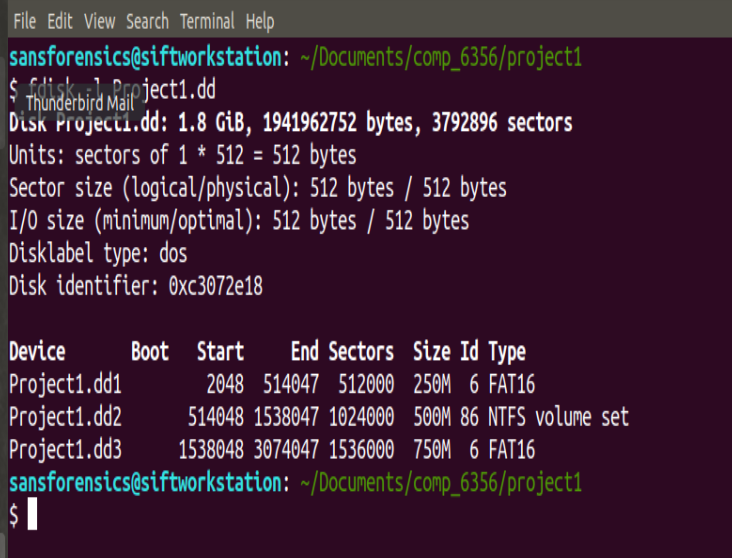 File Edit View Search Terminal Help
sansforensics@siftworkstation: ~/Documents/comp_6356/project1
$ fdisk -l Project1.dd
Thunderbird Mail
Disk Project1.dd: 1.8 GiB, 1941962752 bytes, 3792896 sectors
Units: sectors of 1 * 512 = 512 bytes
Sector size (logical/physical): 512 bytes / 512 bytes
I/O size (minimum/optimal): 512 bytes / 512 bytes
Disklabel type: dos
Disk identifier: 0xc3072e18
Device Boot Start End Sectors Size Id Type
Project1.dd1 2048 514047 512000 250M 6 FAT16
Project1.dd2 514048 1538047 1024000 500M 86 NTFS volume set
Project1.dd3 1538048 3074047 1536000 750M 6 FAT16
sansforensics@siftworkstation: ~/Documents/comp_6356/project1
$